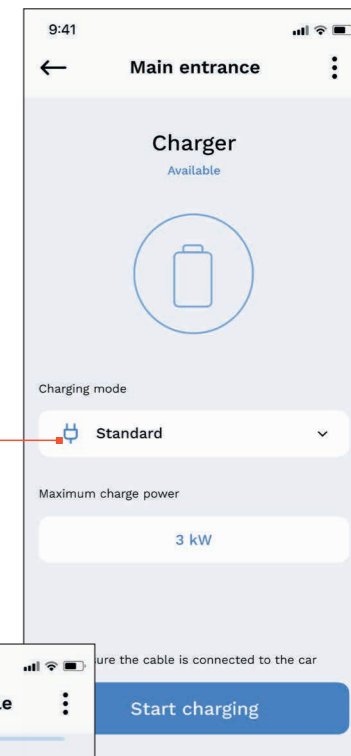 9:41
Main entrance
Charger
Available
Charging mode
Standard
Maximum charge power
3 kW
the cable is connected to the car
Start charging